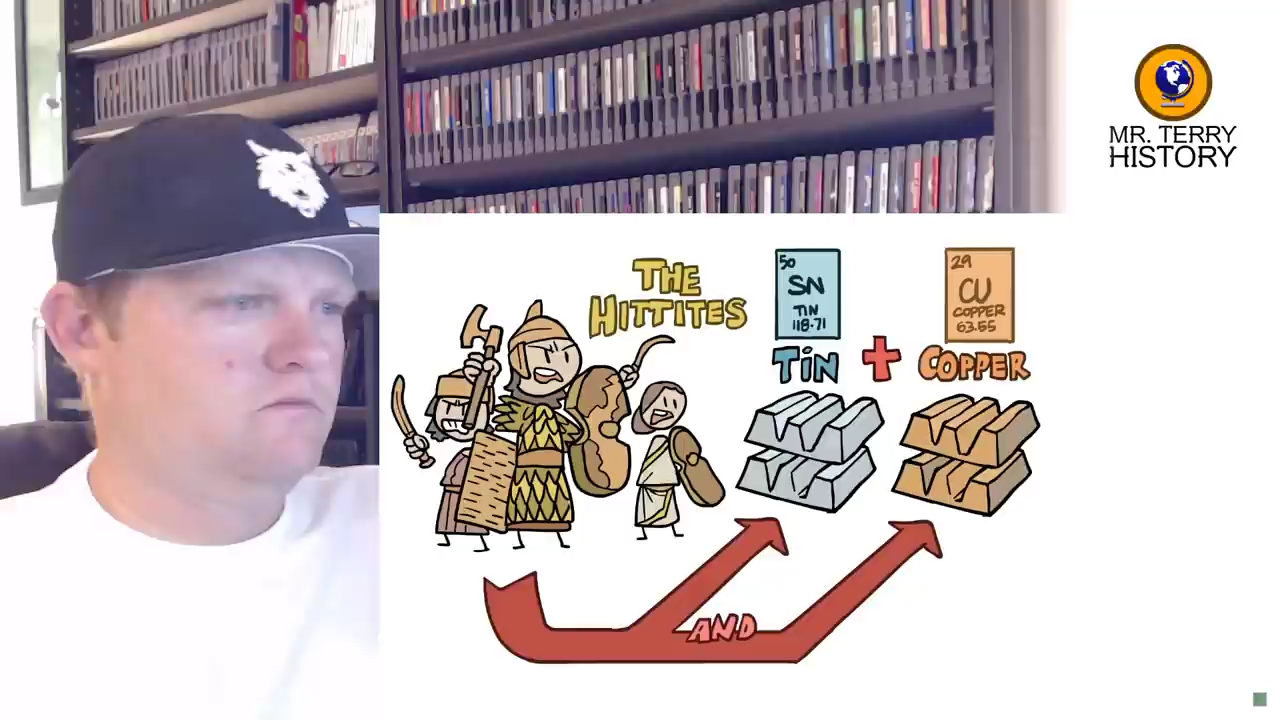 MR. TERRY
HISTORY
THE
HITTITES
50
SN
TIN
118.71
29
CU
COPPER
63.55
TIN + COPPER
AND